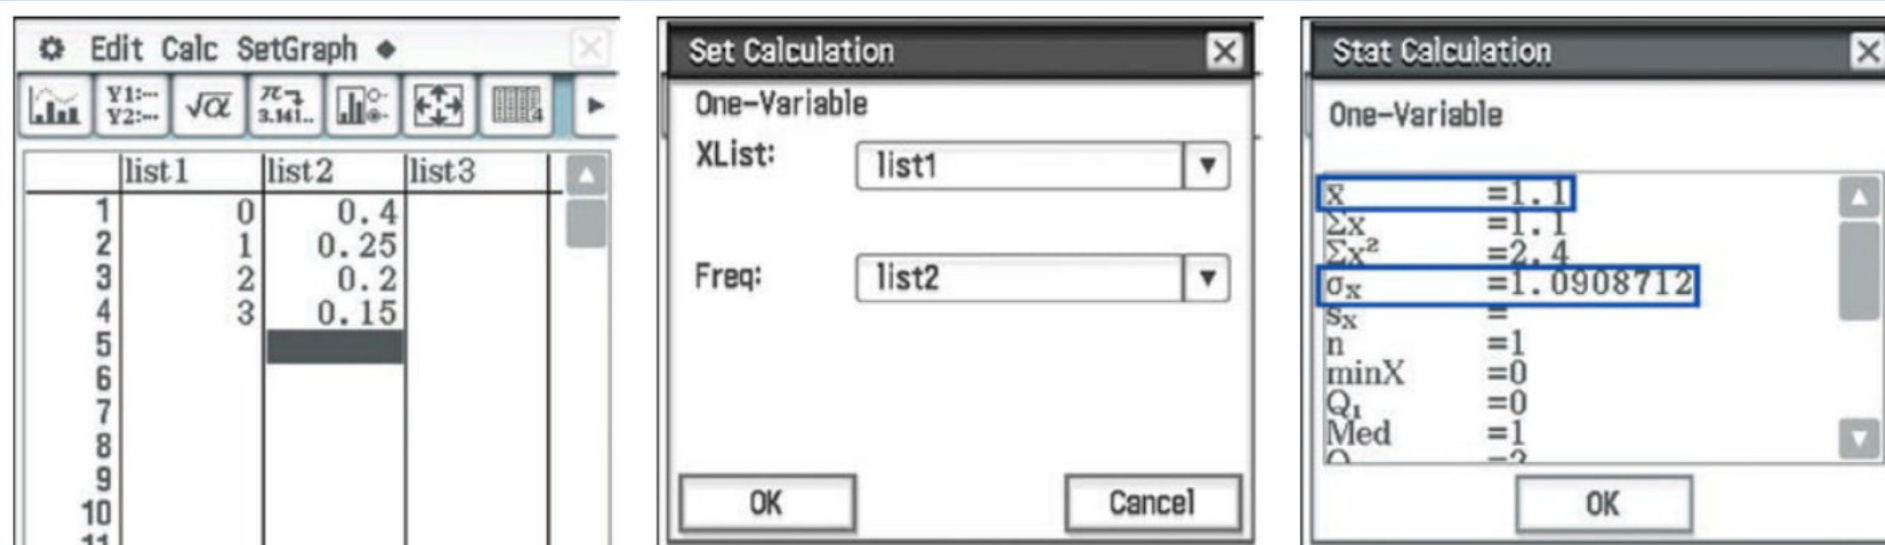 Edit Calc SetGraph
Y1:...
Y2:...
√α
π
3.141..
4
list1 list2 list3
1 0 0.4
2 1 0.25
3 2 0.2
4 3 0.15
5
6
7
8
9
10
11
Set Calculation
One-Variable
XList: list1
Freq: list2
OK Cancel
Stat Calculation
One-Variable
x̄ =1.1
Σx =1.1
Σx² =2.4
σx =1.0908712
sx =
n =1
minX =0
Q₁ =0
Med =1
OK